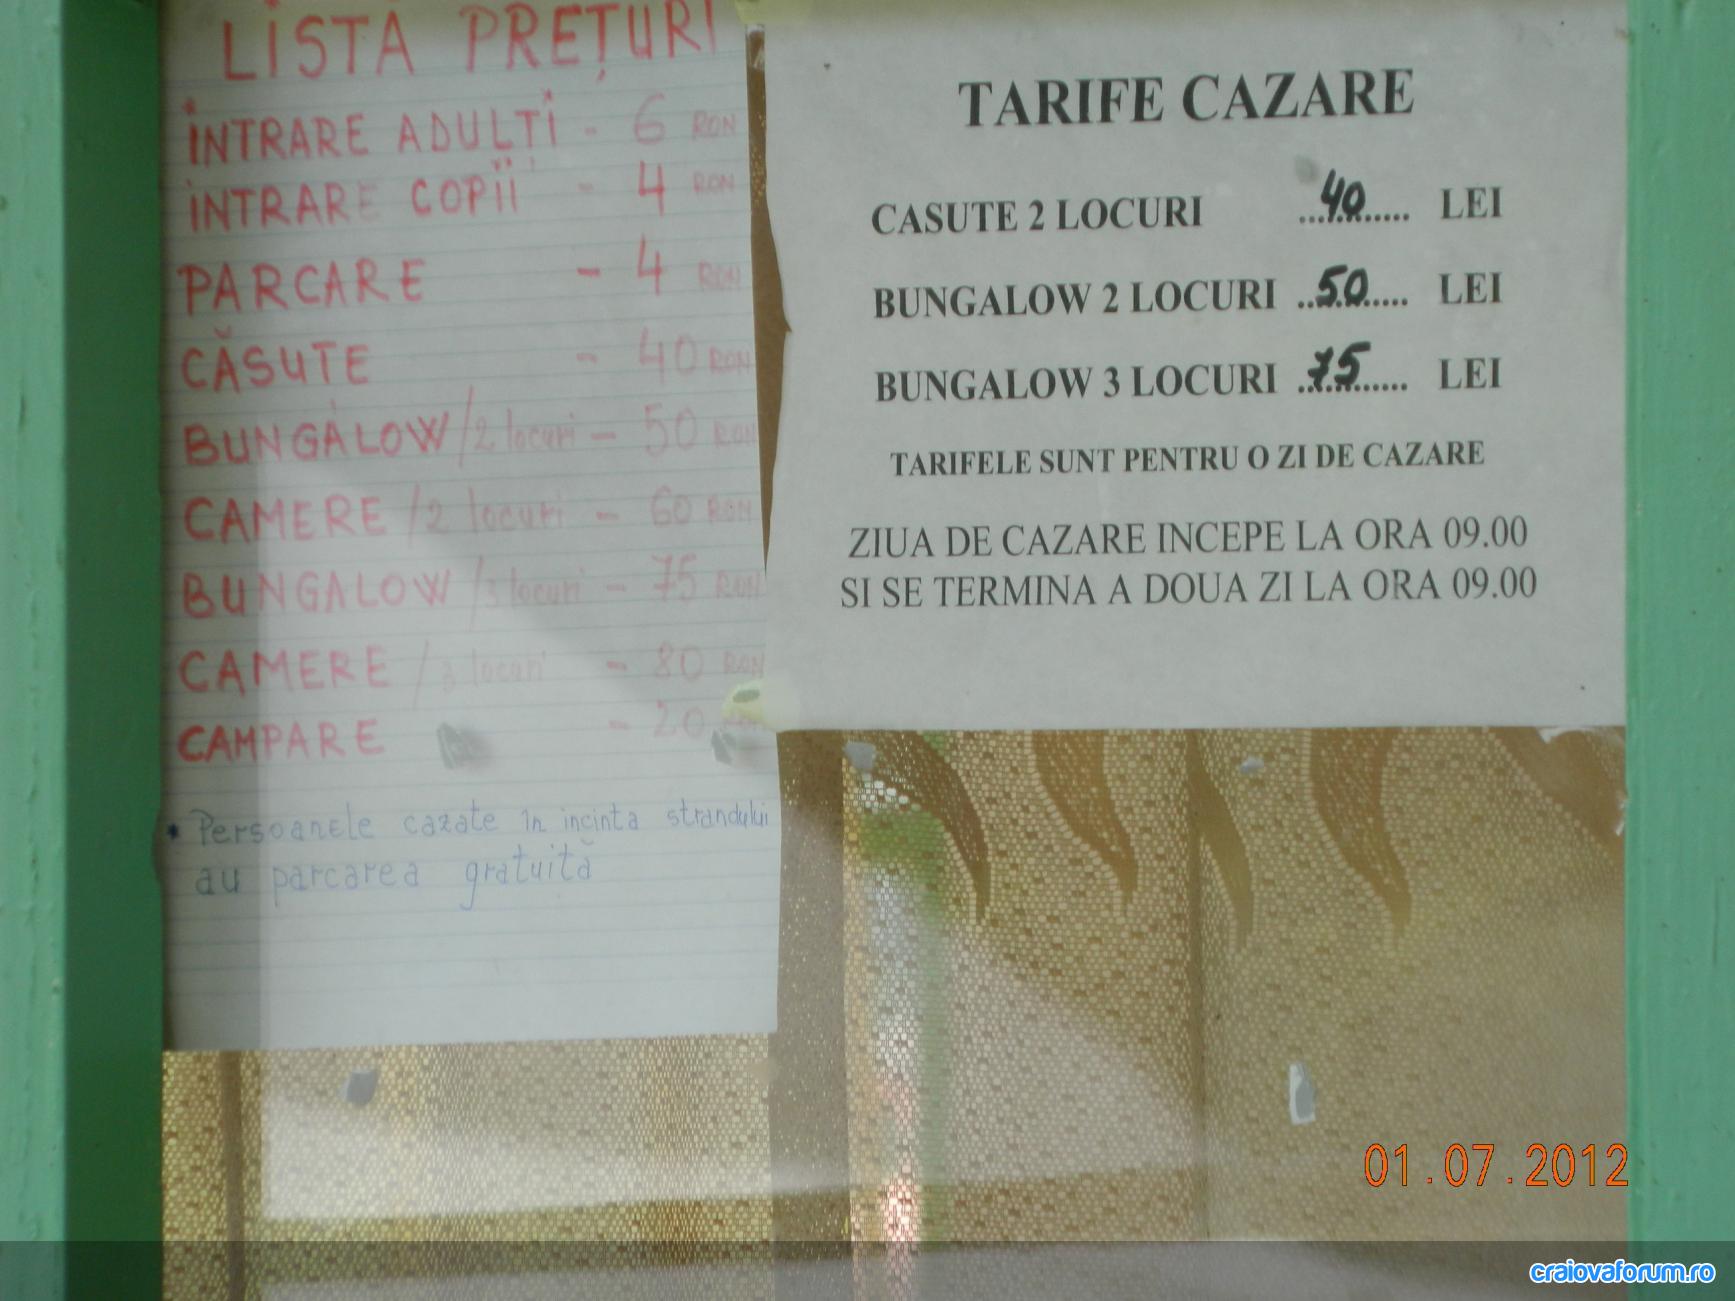 LISTĂ PREȚURI
INTRARE ADULȚI - 6 RON
INTRARE COPII - 4 RON
PARCARE - 4 RON
CĂSUTE - 40 RON
BUNGALOW / 2 locuri - 50 RON
CAMERE / 2 locuri - 60 RON
BUNGALOW / 3 locuri - 75 RON
CAMERE / 3 locuri - 80 RON
CAMPARE - 20
* Persoanele cazate în incinta strandului
au parcarea gratuită
TARIFE CAZARE
CASUTE 2 LOCURI ....40.... LEI
BUNGALOW 2 LOCURI ....50.... LEI
BUNGALOW 3 LOCURI ....75.... LEI
TARIFELE SUNT PENTRU O ZI DE CAZARE
ZIUA DE CAZARE INCEPE LA ORA 09.00
SI SE TERMINA A DOUA ZI LA ORA 09.00
01.07.2012
craiovaforum.ro